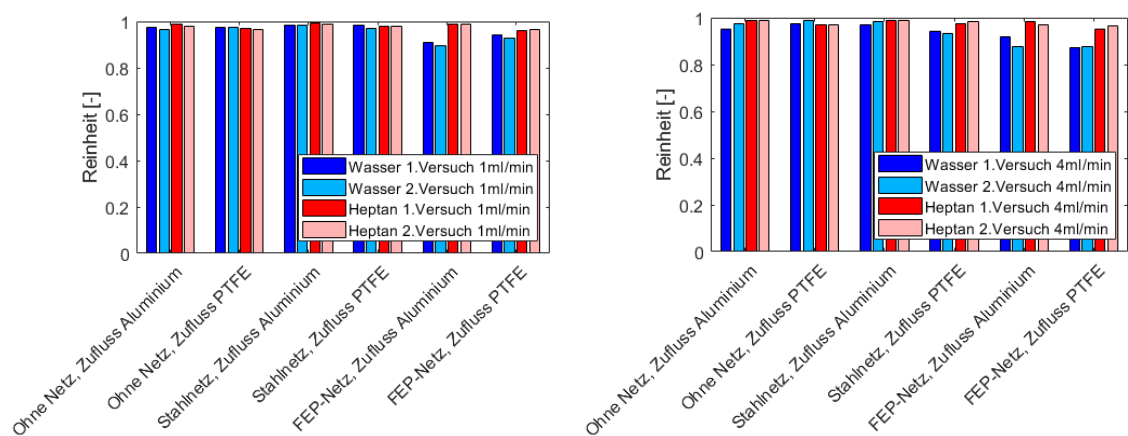 1
0.8
0.6
0.4
0.2
0
Reinheit [-]
Wasser 1.Versuch 1ml/min
Wasser 2.Versuch 1ml/min
Heptan 1.Versuch 1ml/min
Heptan 2.Versuch 1ml/min
Ohne Netz, Zufluss Aluminium
Ohne Netz, Zufluss PTFE
Stahlnetz, Zufluss Aluminium
Stahlnetz, Zufluss PTFE
FEP-Netz, Zufluss Aluminium
FEP-Netz, Zufluss PTFE
1
0.8
0.6
0.4
0.2
0
Reinheit [-]
Wasser 1.Versuch 4ml/min
Wasser 2.Versuch 4ml/min
Heptan 1.Versuch 4ml/min
Heptan 2.Versuch 4ml/min
Ohne Netz, Zufluss Aluminium
Ohne Netz, Zufluss PTFE
Stahlnetz, Zufluss Aluminium
Stahlnetz, Zufluss PTFE
FEP-Netz, Zufluss Aluminium
FEP-Netz, Zufluss PTFE